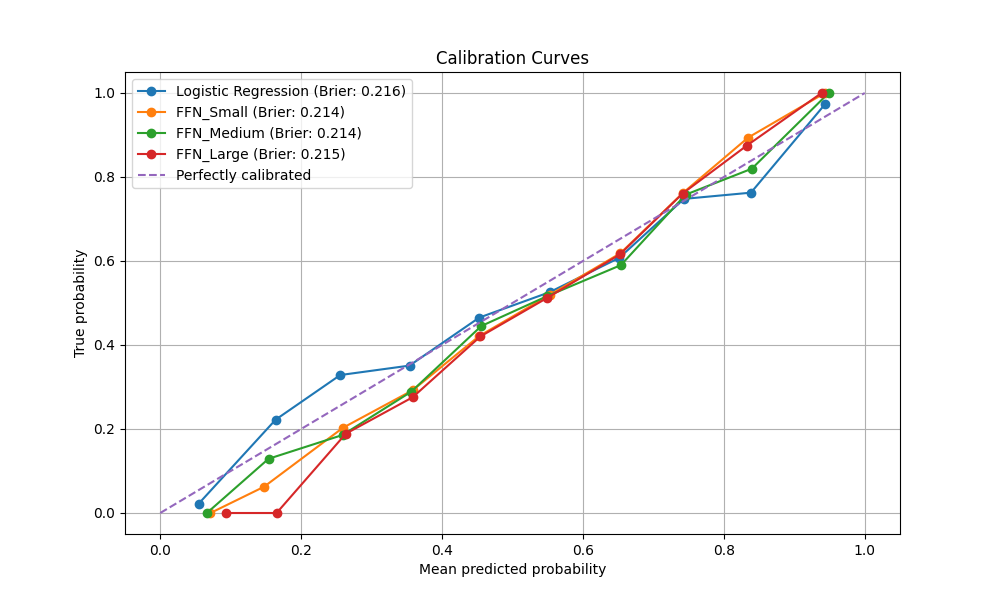 Calibration Curves
Logistic Regression (Brier: 0.216)
FFN_Small (Brier: 0.214)
FFN_Medium (Brier: 0.214)
FFN_Large (Brier: 0.215)
Perfectly calibrated
True probability
1.0
0.8
0.6
0.4
0.2
0.0
0.0 0.2 0.4 0.6 0.8 1.0
Mean predicted probability